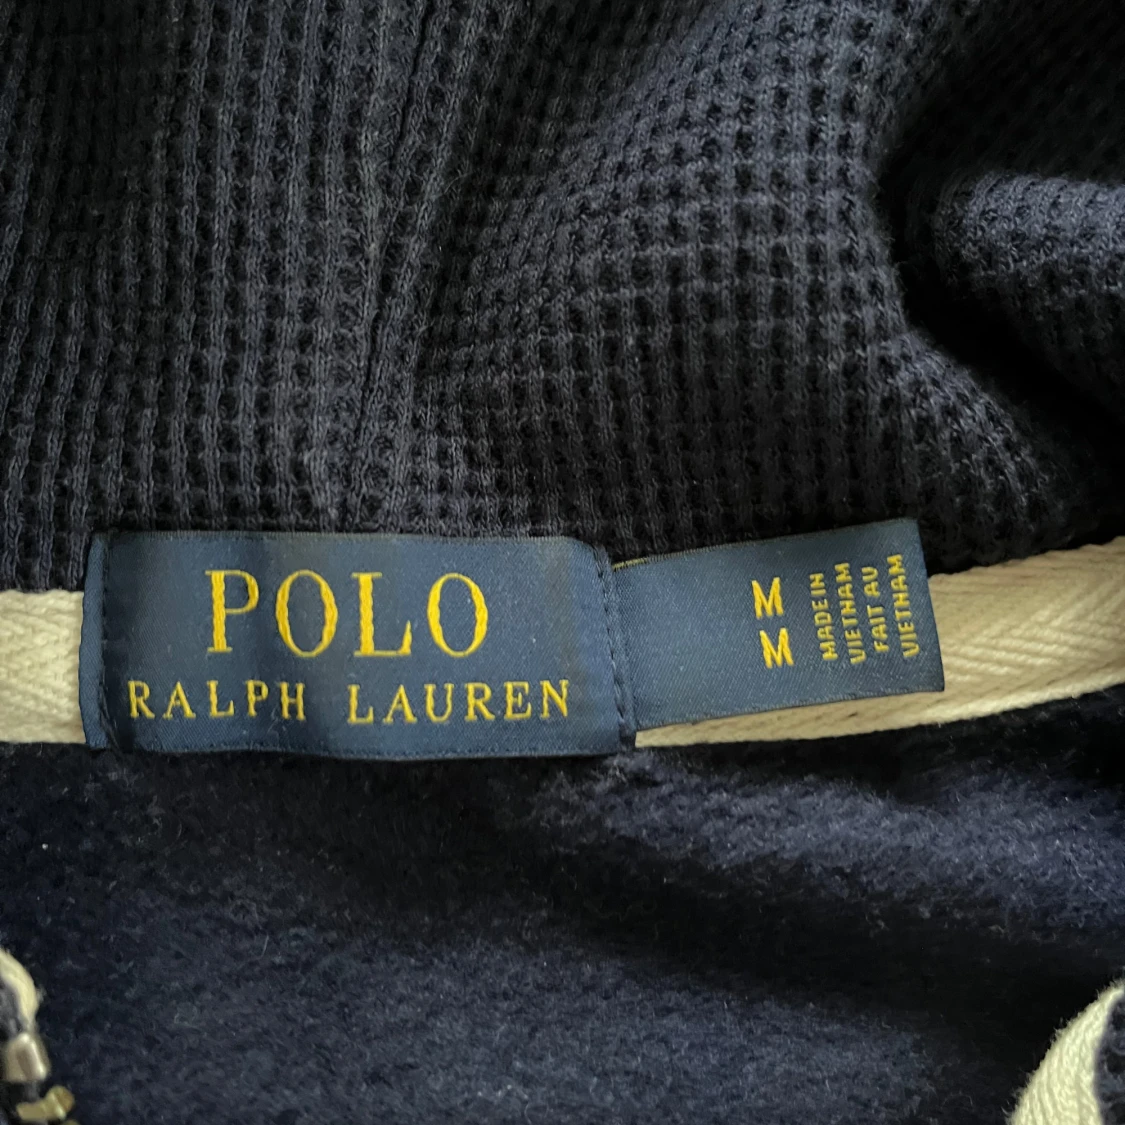 POLO
RALPH LAUREN
M
M
MADE IN
VIETNAM
FAIT AU
VIETNAM